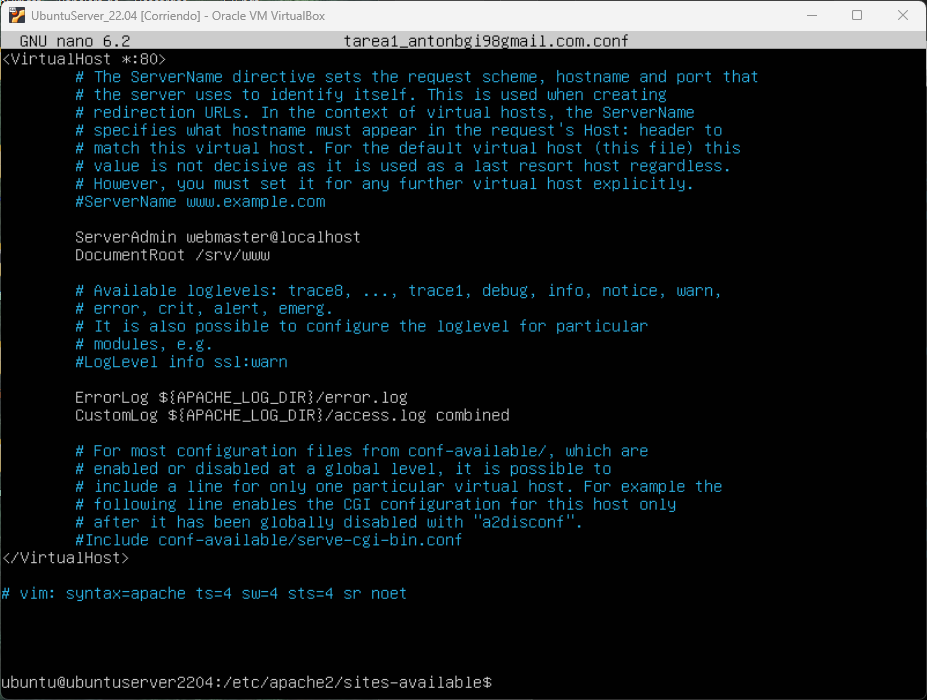 UbuntuServer_22.04 [Corriendo] - Oracle VM VirtualBox
GNU nano 6.2 tarea1_antonbgi98gmail.com.conf
<VirtualHost *:80>
# The ServerName directive sets the request scheme, hostname and port that
# the server uses to identify itself. This is used when creating
# redirection URLs. In the context of virtual hosts, the ServerName
# specifies what hostname must appear in the request's Host: header to
# match this virtual host. For the default virtual host (this file) this
# value is not decisive as it is used as a last resort host regardless.
# However, you must set it for any further virtual host explicitly.
#ServerName www.example.com
ServerAdmin webmaster@localhost
DocumentRoot /srv/www
# Available loglevels: trace8, ..., trace1, debug, info, notice, warn,
# error, crit, alert, emerg.
# It is also possible to configure the loglevel for particular
# modules, e.g.
#LogLevel info ssl:warn
ErrorLog ${APACHE_LOG_DIR}/error.log
CustomLog ${APACHE_LOG_DIR}/access.log combined
# For most configuration files from conf-available/, which are
# enabled or disabled at a global level, it is possible to
# include a line for only one particular virtual host. For example the
# following line enables the CGI configuration for this host only
# after it has been globally disabled with "a2disconf".
#Include conf-available/serve-cgi-bin.conf
</VirtualHost>
# vim: syntax=apache ts=4 sw=4 sts=4 sr noet
ubuntu@ubuntuserver2204:/etc/apache2/sites-available$